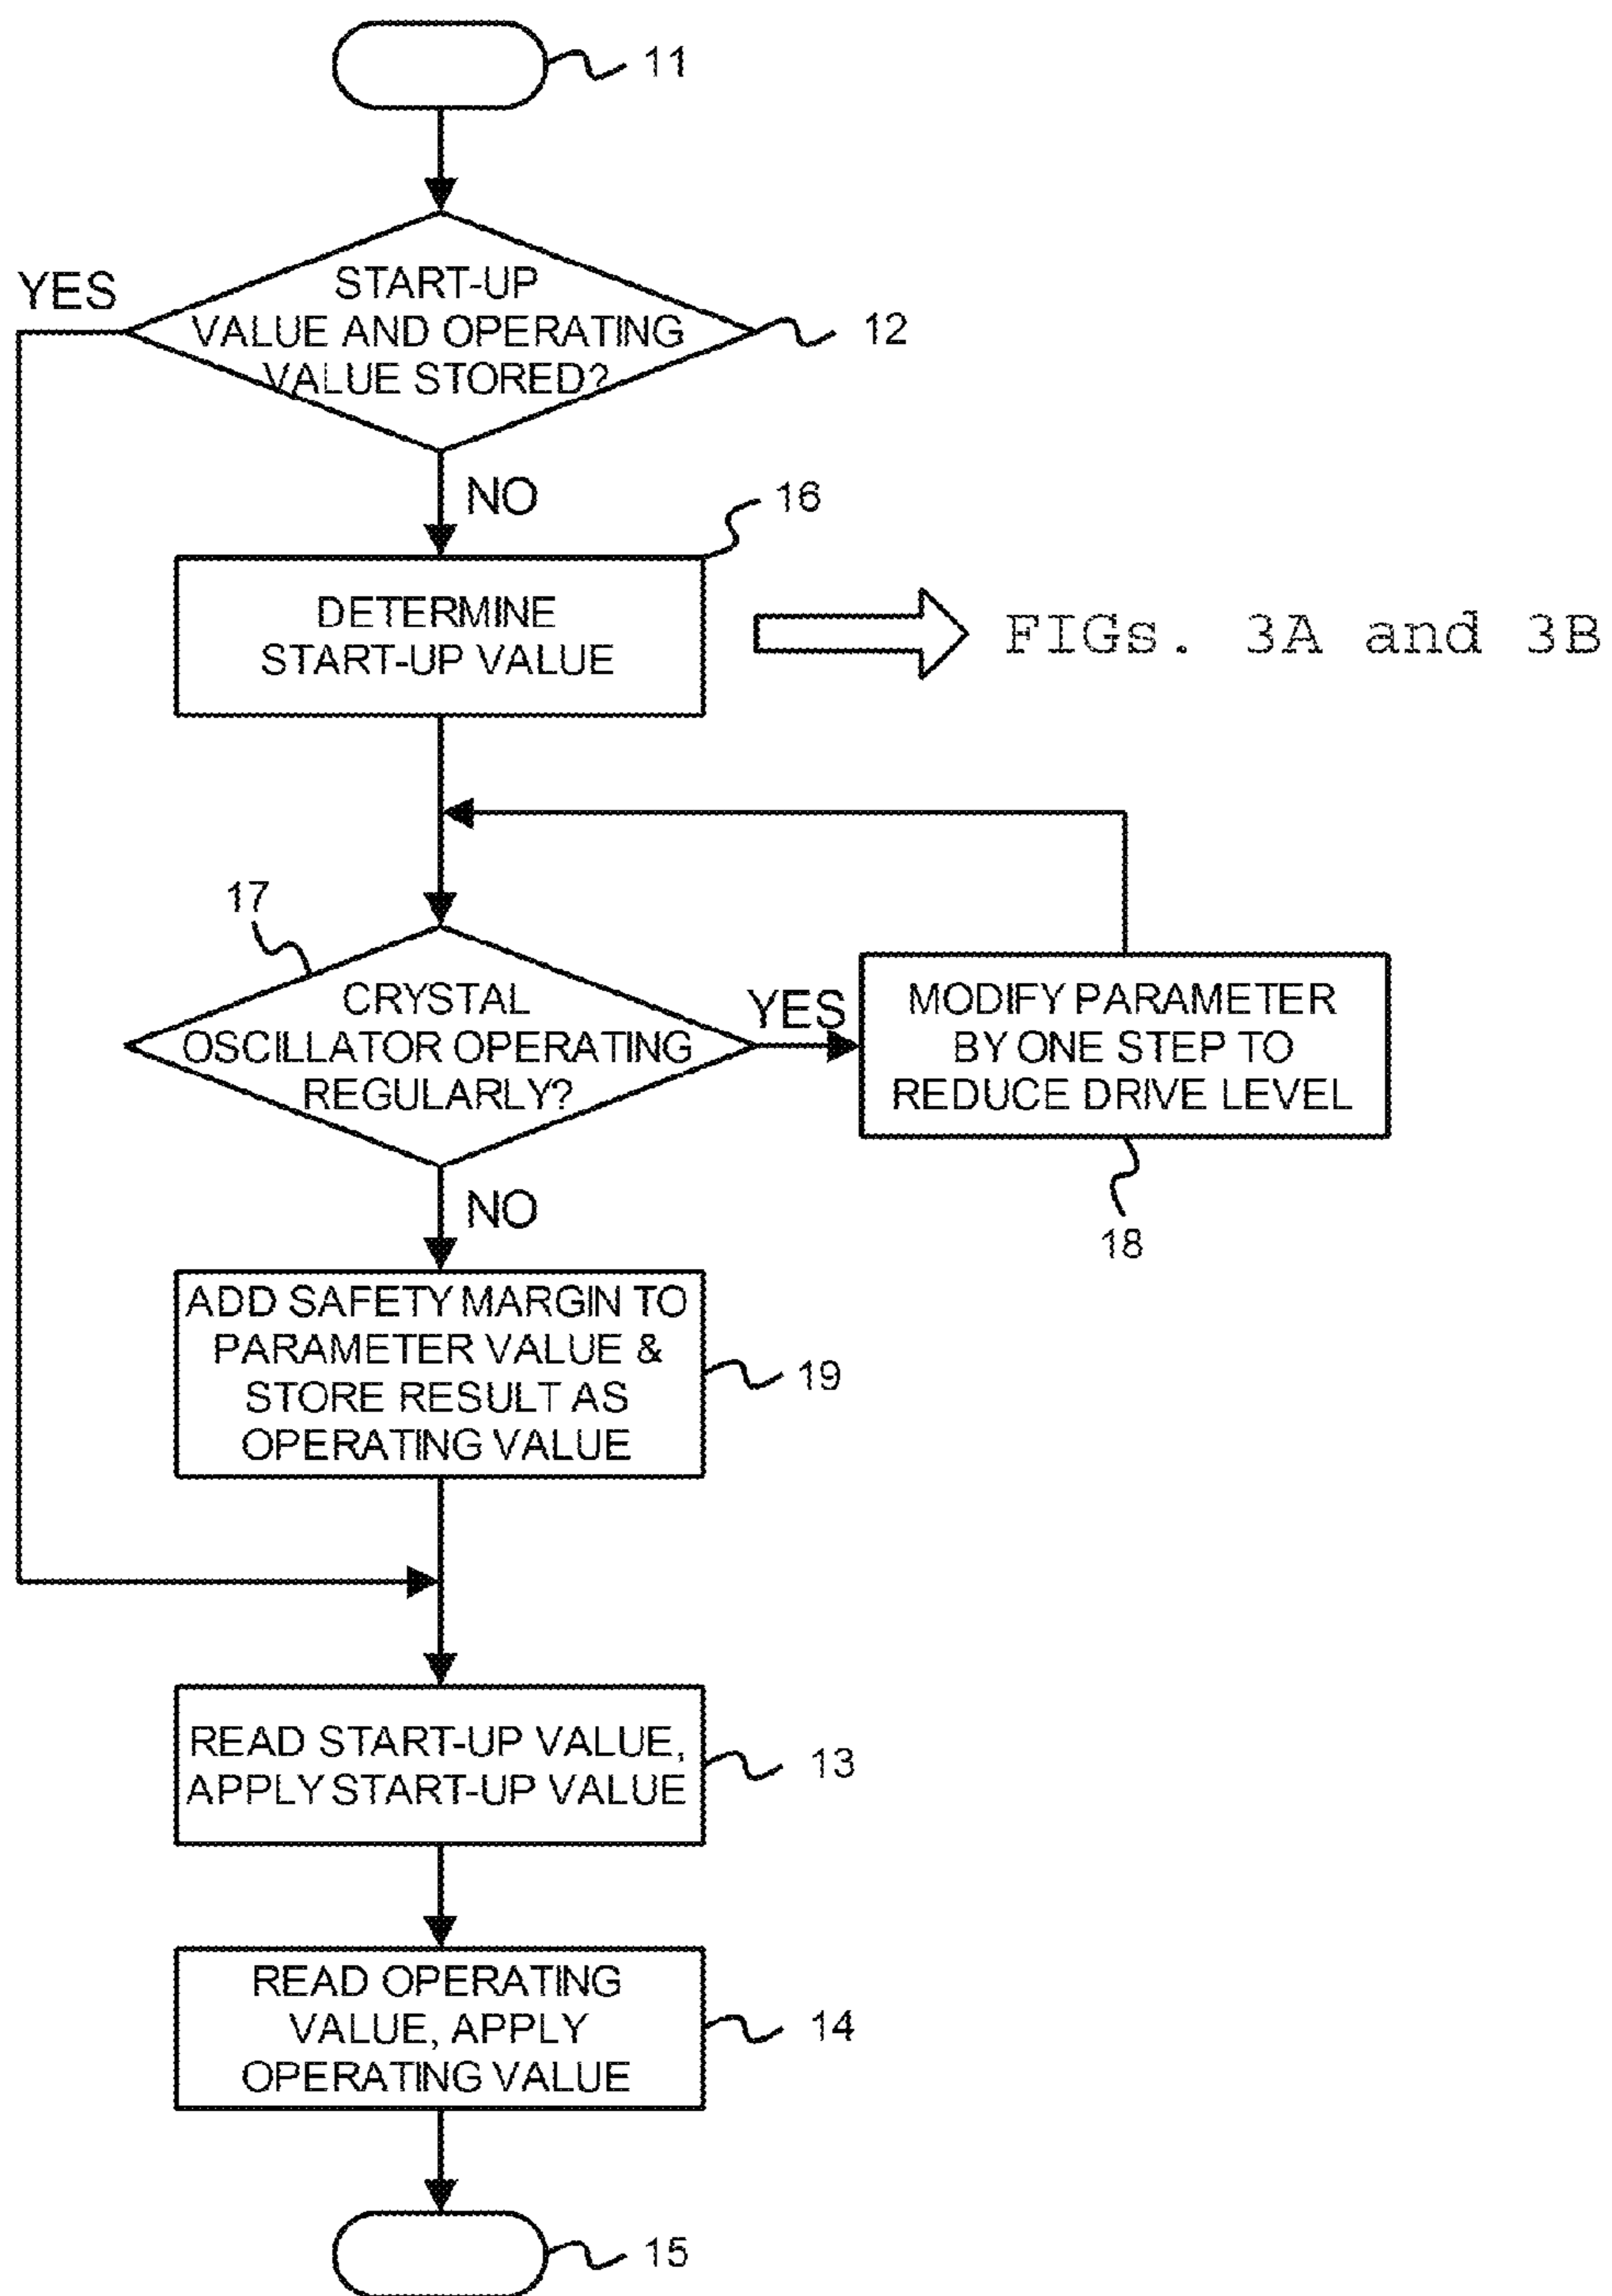 11
START-UP
VALUE AND OPERATING
VALUE STORED?
YES
12
NO
16
DETERMINE
START-UP VALUE
FIGs. 3A and 3B
17
CRYSTAL
OSCILLATOR OPERATING
REGULARLY?
YES
MODIFY PARAMETER
BY ONE STEP TO
REDUCE DRIVE LEVEL
18
NO
ADD SAFETY MARGIN TO
PARAMETER VALUE &
STORE RESULT AS
OPERATING VALUE
19
READ START-UP VALUE,
APPLY START-UP VALUE
13
READ OPERATING
VALUE, APPLY
OPERATING VALUE
14
15